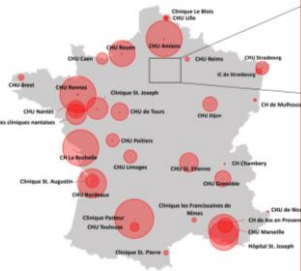 Clinique Le Bois
CHU Lille
CHU Amiens
CHU Rouen
CHU Caen
CHU Reims
CHU Strasbourg
IC de Strasbourg
CHU Brest
CHU Rennes
Clinique St. Joseph
CH de Mulhouse
CHU Nantes
es cliniques nantaises
CHU de Tours
CHU Dijon
CHU Poitiers
CH La Rochelle
CHU Limoges
CHU St. Etienne
CH Chambery
Clinique St. Augustin
CHU Grenoble
CHU Bordeaux
Clinique Pasteur
Clinique les Franciscaines de
Nîmes
CHU de Nic
CH de Aix en Provenc
CHU Toulouse
CHU Marseille
Hôpital St. Joseph
Clinique St. Pierre